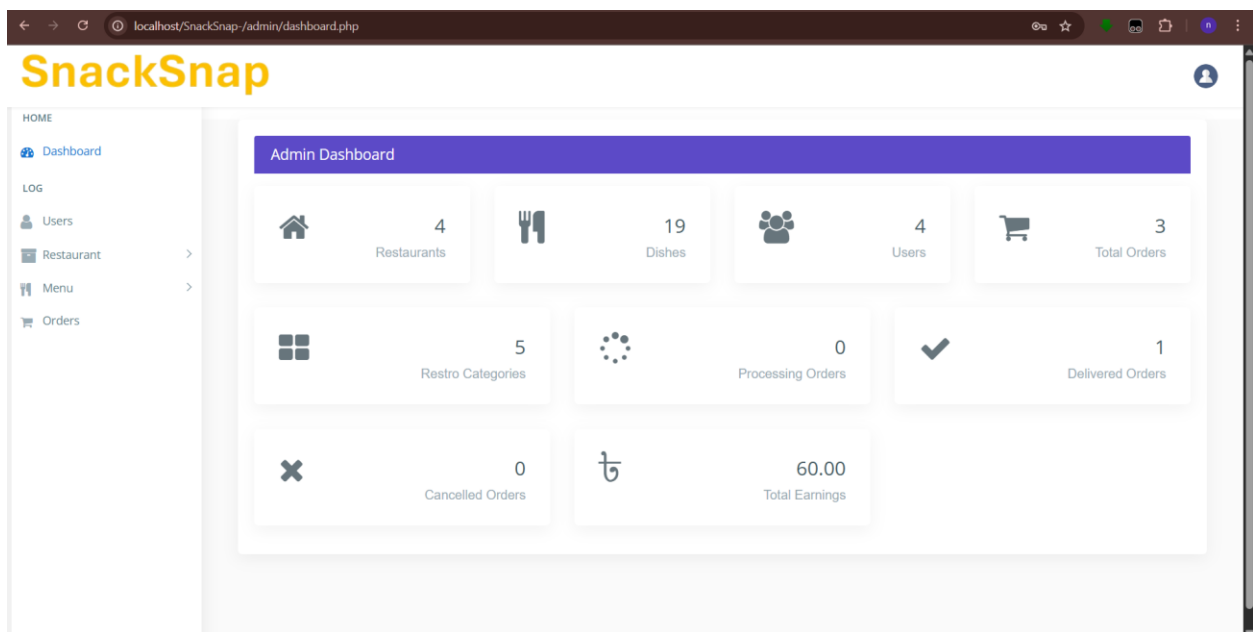 localhost/SnackSnap-/admin/dashboard.php
n
SnackSnap
HOME
Dashboard
LOG
Users
Restaurant
Menu
Orders
Admin Dashboard
4
Restaurants
19
Dishes
4
Users
3
Total Orders
5
Restro Categories
0
Processing Orders
1
Delivered Orders
0
Cancelled Orders
৳
60.00
Total Earnings